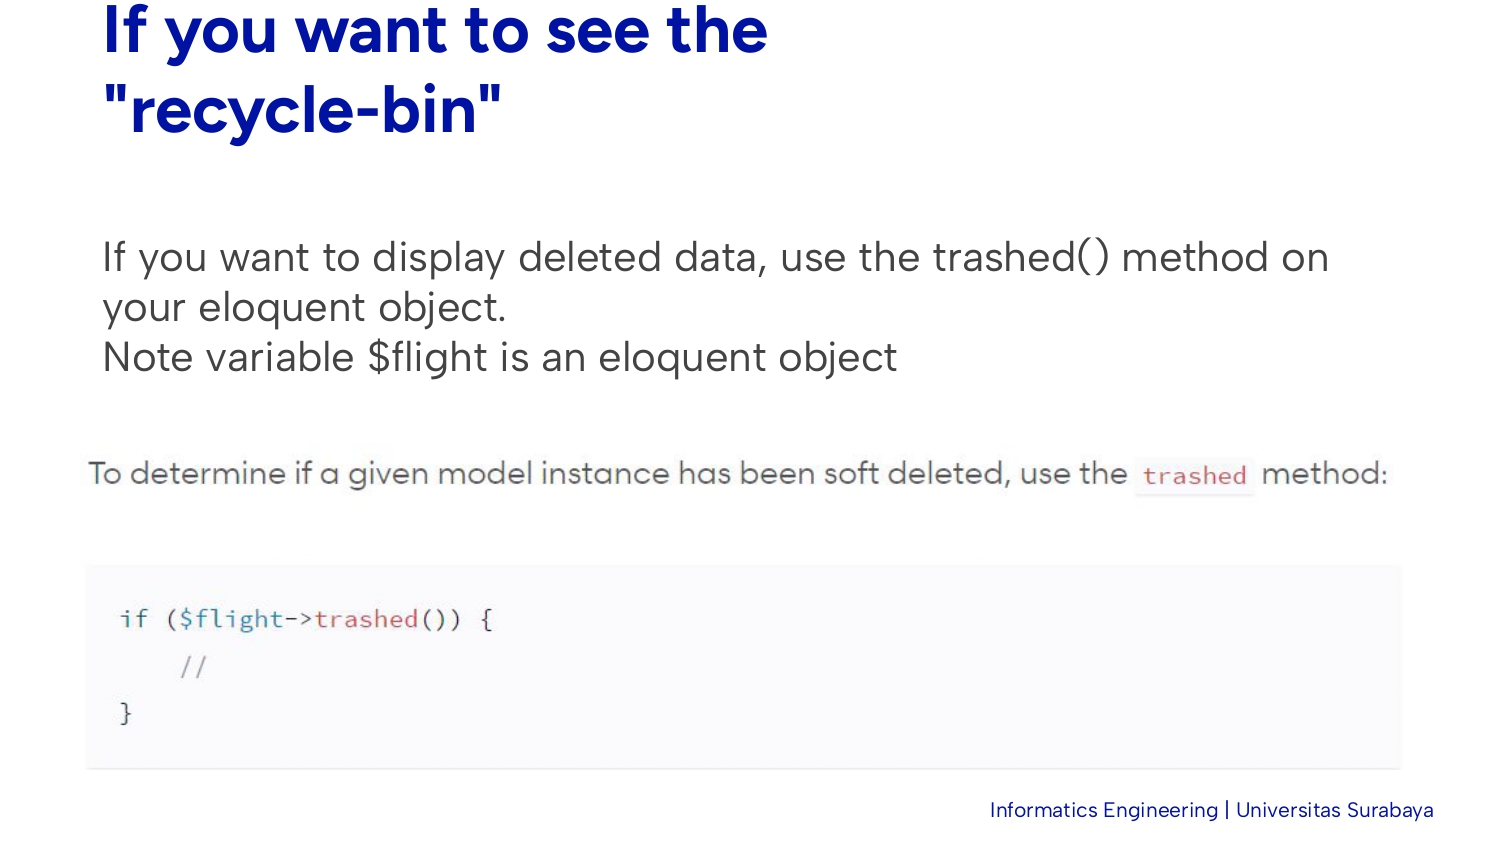 If you want to see the
"recycle-bin"
If you want to display deleted data, use the trashed() method on
your eloquent object.
Note variable $flight is an eloquent object
To determine if a given model instance has been soft deleted, use the trashed method:
if ($flight->trashed()) {
    //
}
Informatics Engineering | Universitas Surabaya